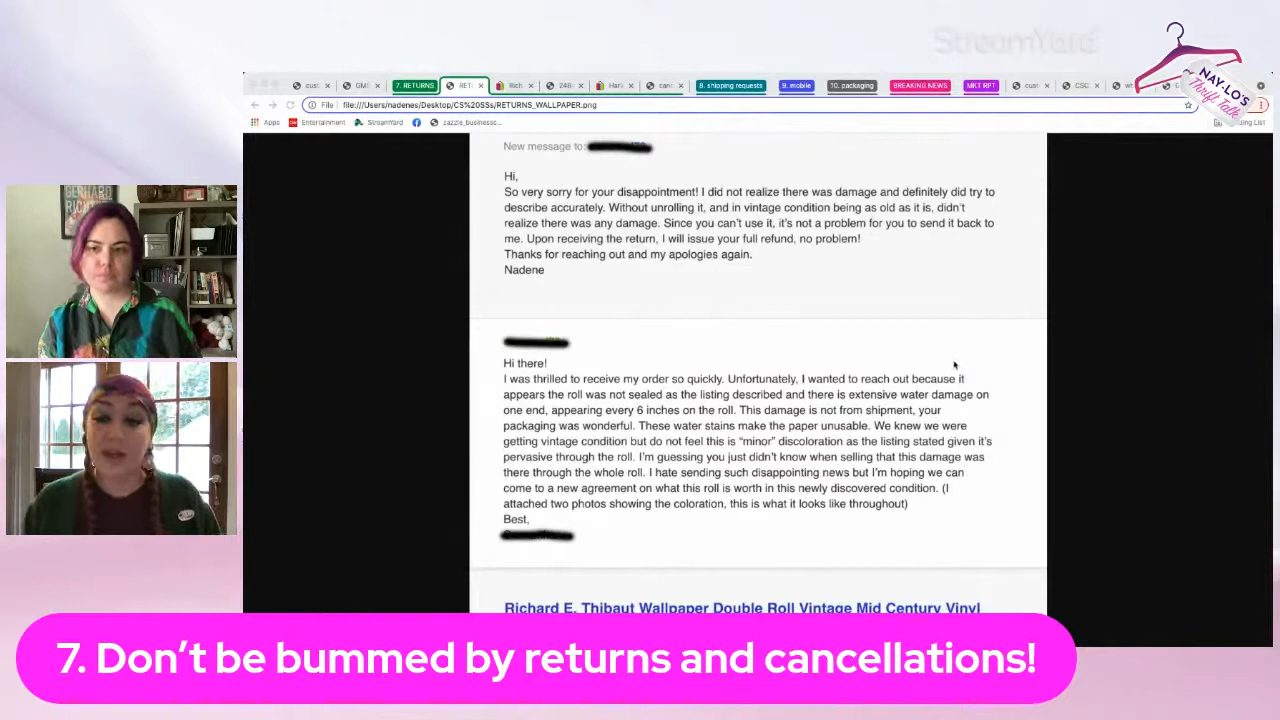 StreamYard
NAY-LO'S
Thrift Talk
7. RETURNS
8. shipping requests
9. mobile
10. packaging
BREAKING NEWS
MKT RPT
File file:///Users/nadenes/Desktop/CS%20SSs/RETURNS_WALLPAPER.png
Apps Entertainment StreamYard zazzle_businessc...
New message to:
Hi,
So very sorry for your disappointment! I did not realize there was damage and definitely did try to
describe accurately. Without unrolling it, and in vintage condition being as old as it is, didn't
realize there was any damage. Since you can't use it, it's not a problem for you to send it back to
me. Upon receiving the return, I will issue your full refund, no problem!
Thanks for reaching out and my apologies again.
Nadene
Hi there!
I was thrilled to receive my order so quickly. Unfortunately, I wanted to reach out because it
appears the roll was not sealed as the listing described and there is extensive water damage on
one end, appearing every 6 inches on the roll. This damage is not from shipment, your
packaging was wonderful. These water stains make the paper unusable. We knew we were
getting vintage condition but do not feel this is “minor” discoloration as the listing stated given it's
pervasive through the roll. I'm guessing you just didn't know when selling that this damage was
there through the whole roll. I hate sending such disappointing news but I'm hoping we can
come to a new agreement on what this roll is worth in this newly discovered condition. (I
attached two photos showing the coloration, this is what it looks like throughout)
Best,
Richard E. Thibaut Wallpaper Double Roll Vintage Mid Century Vinyl
7. Don't be bummed by returns and cancellations!